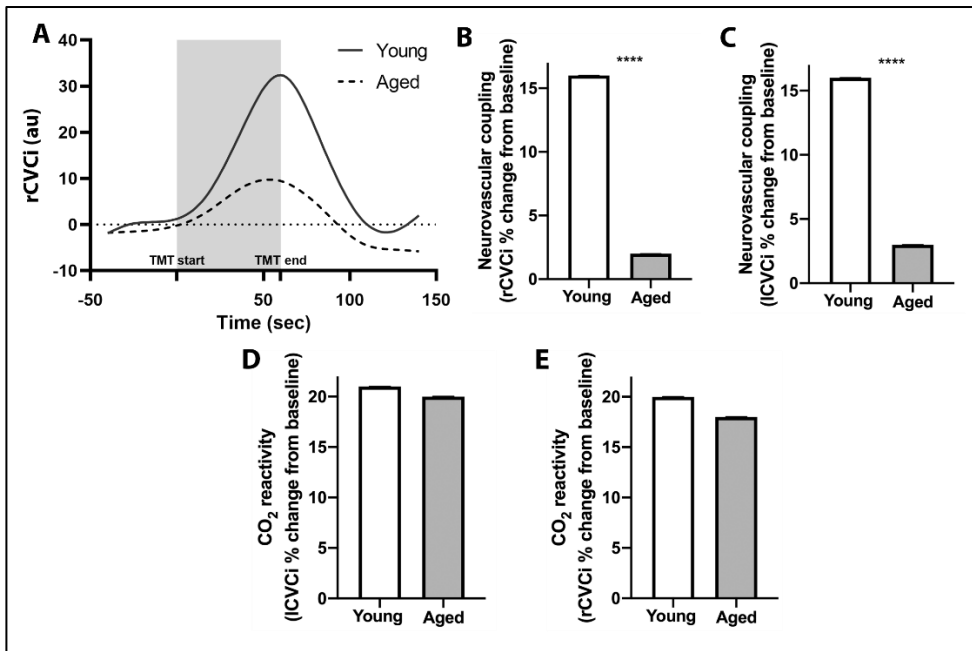 A
40
30
20
10
0
-10
rCVCi (au)
Young
Aged
TMT start
TMT end
-50
50
100
150
Time (sec)
B
****
Neurovascular coupling
(rCVCi % change from baseline)
15
10
5
0
Young
Aged
C
****
Neurovascular coupling
(lCVCi % change from baseline)
15
10
5
0
Young
Aged
D
CO2 reactivity
(lCVCi % change from baseline)
20
15
10
5
0
Young
Aged
E
CO2 reactivity
(rCVCi % change from baseline)
20
15
10
5
0
Young
Aged